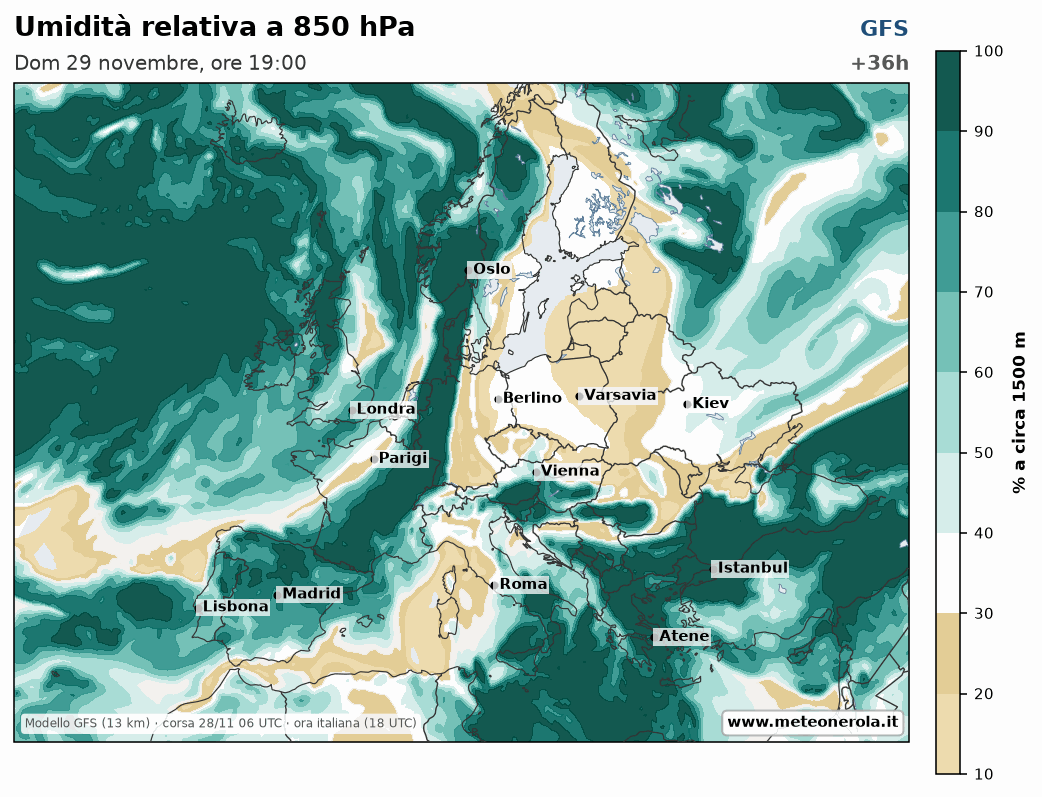 Umidità relativa a 850 hPa
GFS
Dom 29 novembre, ore 19:00
+36h
100
90
80
70
60
50
40
30
20
10
% a circa 1500 m
Oslo
Berlino
Varsavia
Kiev
Londra
Parigi
Vienna
Istanbul
Roma
Madrid
Lisbona
Atene
Modello GFS (13 km) · corsa 28/11 06 UTC · ora italiana (18 UTC)
www.meteonerola.it